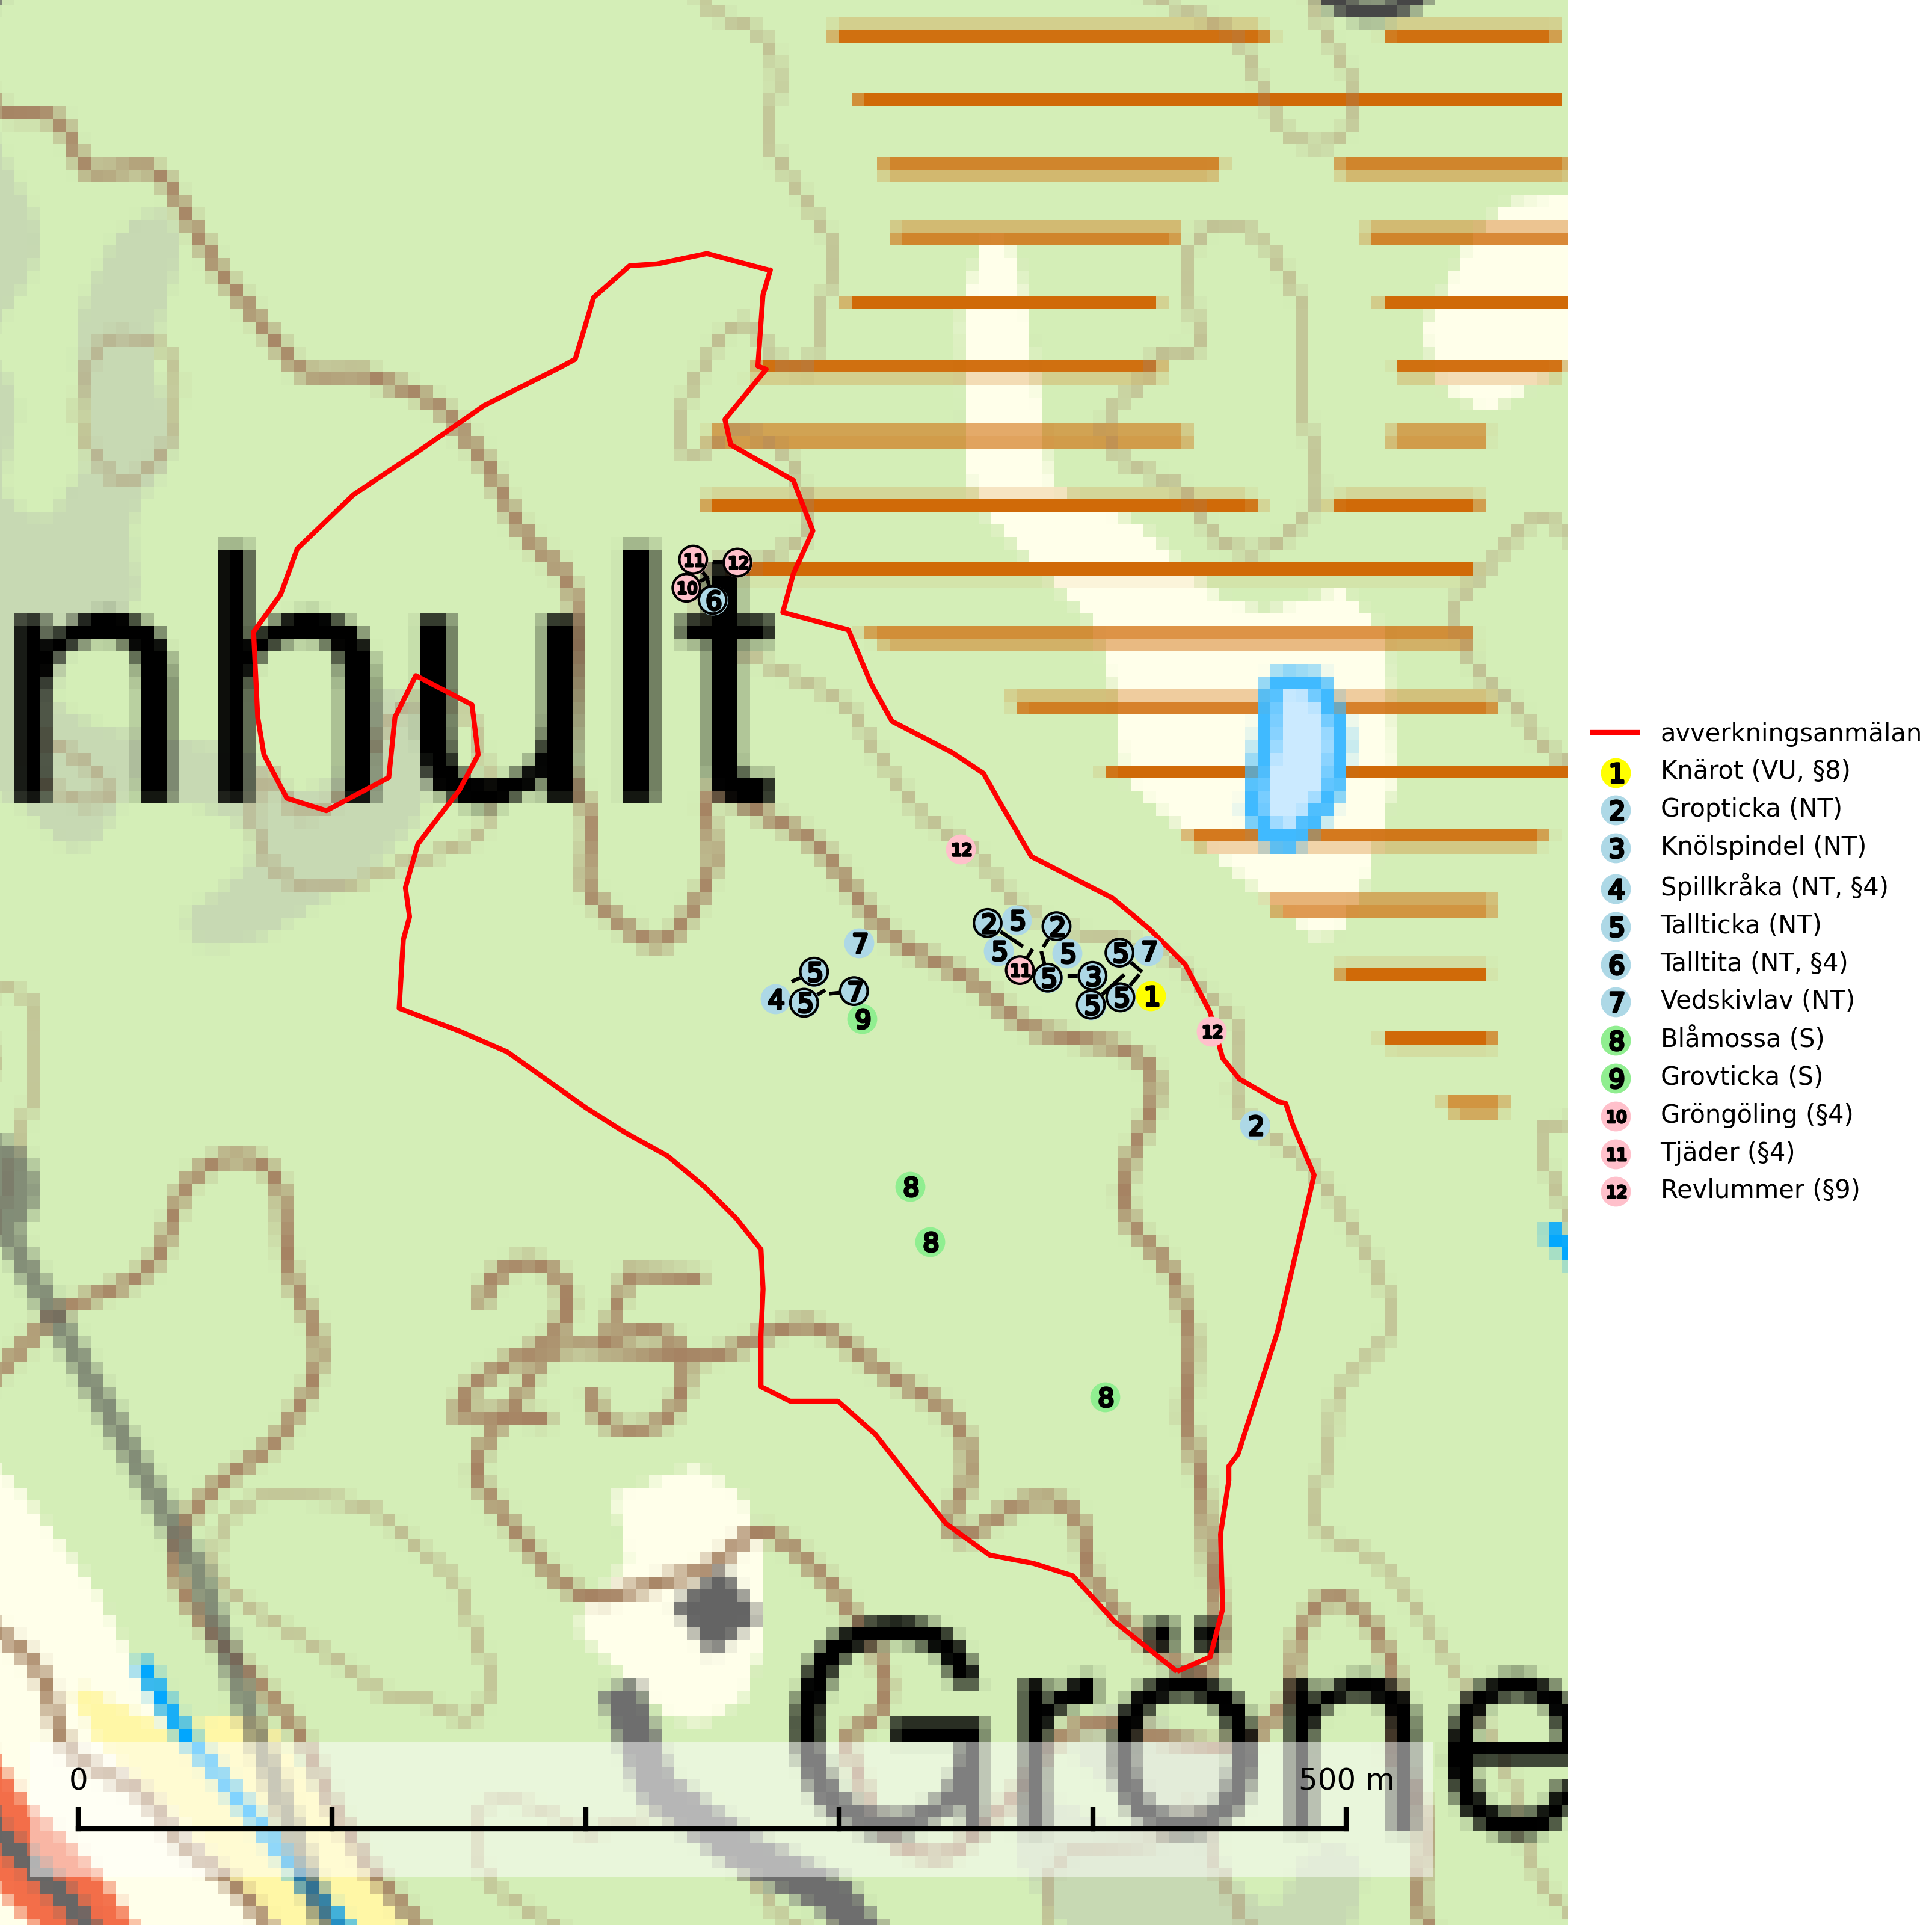 nbult
11 12
10 6
12
2 5 2
5 5 5 7
11 5 3
5 5 1
7
5
4 5 7
9
12
2
8
8
25
8
Gröne
0 500 m
avverkningsanmälan
1 Knärot (VU, §8)
2 Gropticka (NT)
3 Knölspindel (NT)
4 Spillkråka (NT, §4)
5 Tallticka (NT)
6 Talltita (NT, §4)
7 Vedskivlav (NT)
8 Blåmossa (S)
9 Grovticka (S)
10 Gröngöling (§4)
11 Tjäder (§4)
12 Revlummer (§9)